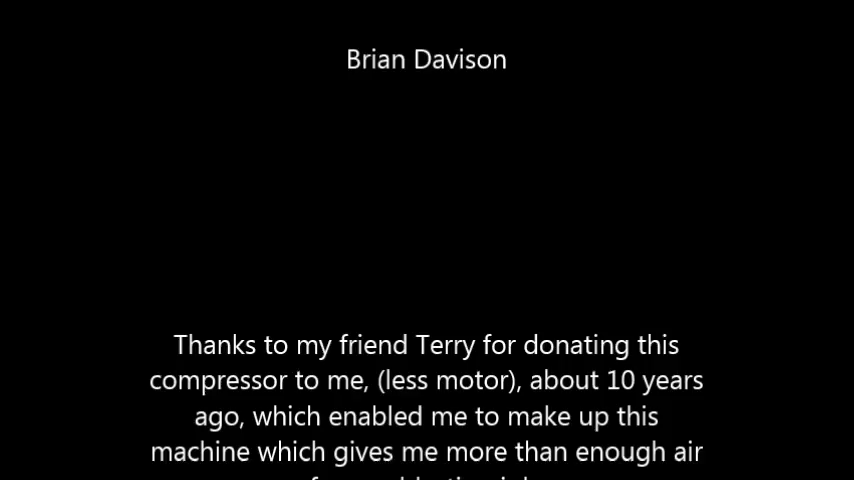 Brian Davison
Thanks to my friend Terry for donating this
compressor to me, (less motor), about 10 years
ago, which enabled me to make up this
machine which gives me more than enough air